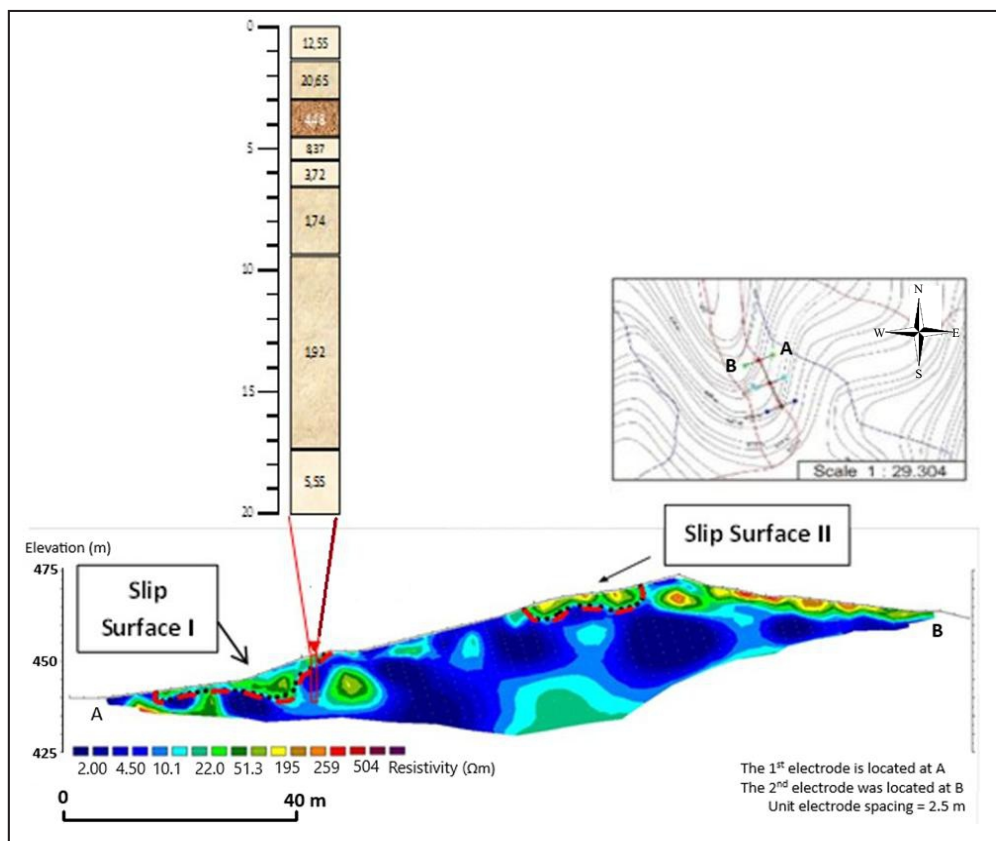 0
5
10
15
20
12,55
20,65
4,48
8,37
3,72
1,74
1,92
5,55
N
W
E
S
A
B
Scale 1 : 29.304
Elevation (m)
475
450
425
Slip
Surface I
Slip Surface II
A
B
2.00 4.50 10.1 22.0 51.3 195 259 504 Resistivity (Ωm)
0 40 m
The 1st electrode is located at A
The 2nd electrode was located at B
Unit electrode spacing = 2.5 m